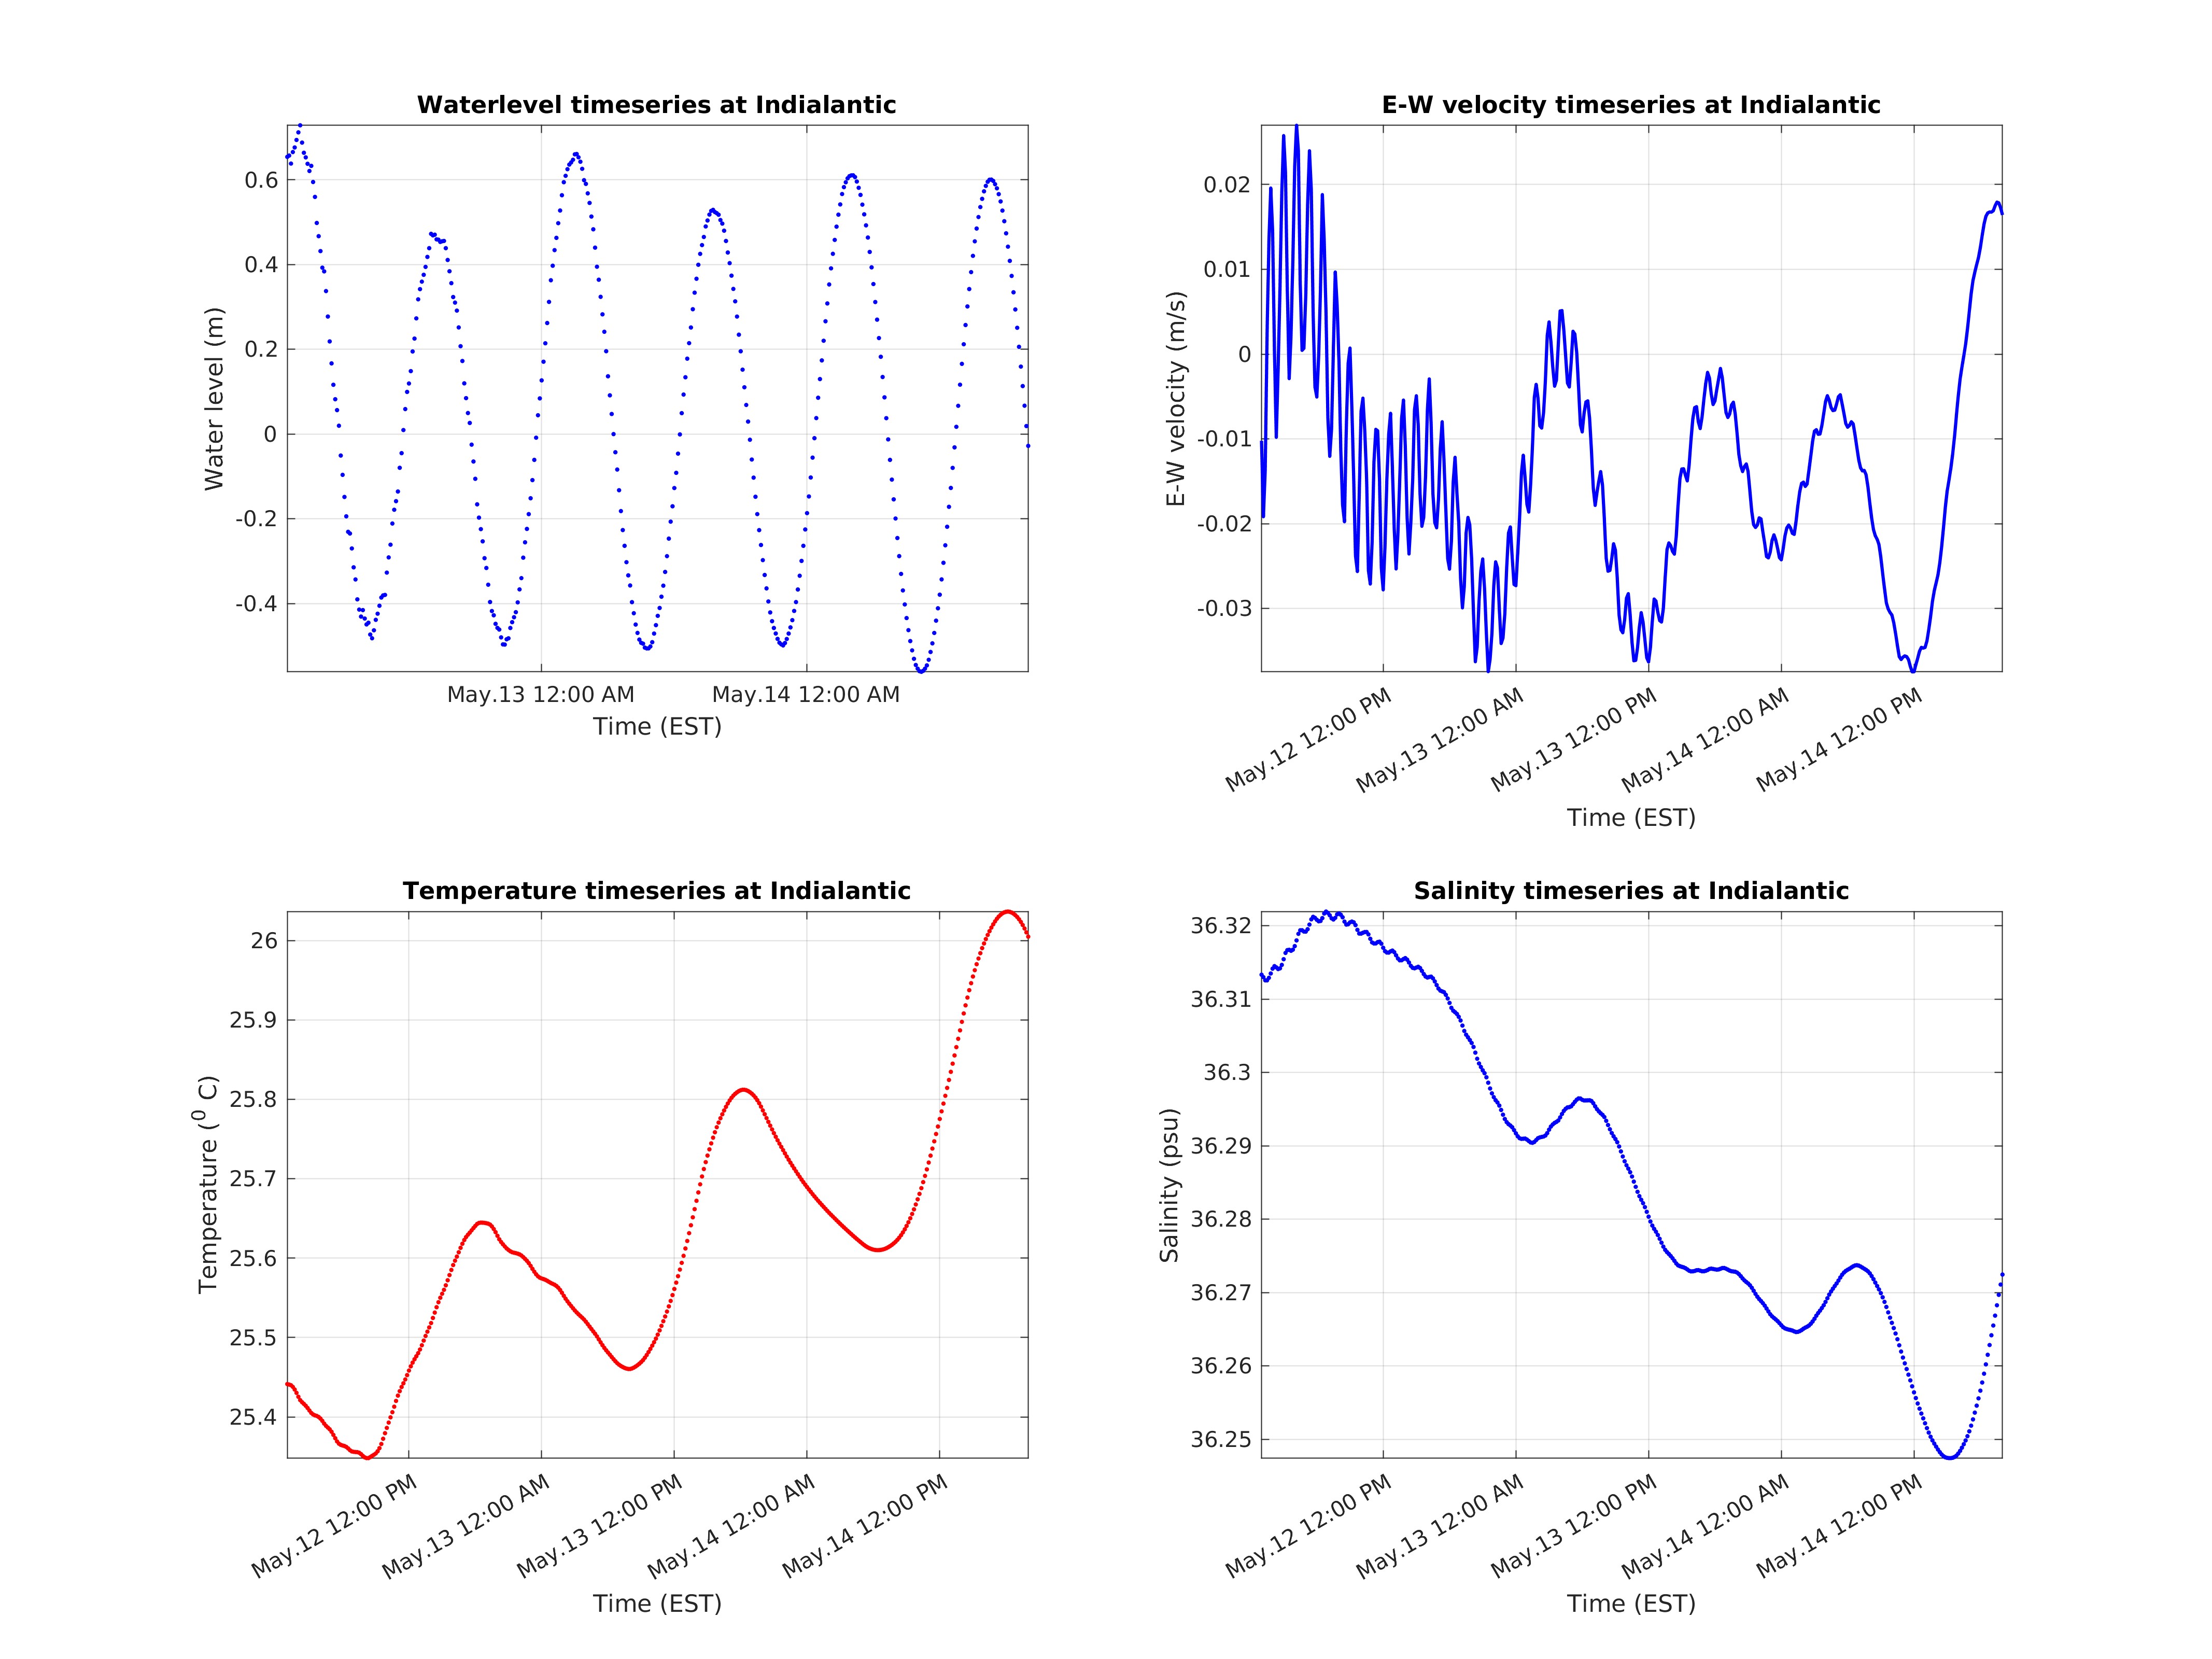 Waterlevel timeseries at Indialantic
0.6
0.4
0.2
0
-0.2
-0.4
Water level (m)
May.13 12:00 AM
May.14 12:00 AM
Time (EST)
E-W velocity timeseries at Indialantic
0.02
0.01
0
-0.01
-0.02
-0.03
E-W velocity (m/s)
May.12 12:00 PM
May.13 12:00 AM
May.13 12:00 PM
May.14 12:00 AM
May.14 12:00 PM
Time (EST)
Temperature timeseries at Indialantic
26
25.9
25.8
25.7
25.6
25.5
25.4
Temperature (⁰ C)
May.12 12:00 PM
May.13 12:00 AM
May.13 12:00 PM
May.14 12:00 AM
May.14 12:00 PM
Time (EST)
Salinity timeseries at Indialantic
36.32
36.31
36.3
36.29
36.28
36.27
36.26
36.25
Salinity (psu)
May.12 12:00 PM
May.13 12:00 AM
May.13 12:00 PM
May.14 12:00 AM
May.14 12:00 PM
Time (EST)